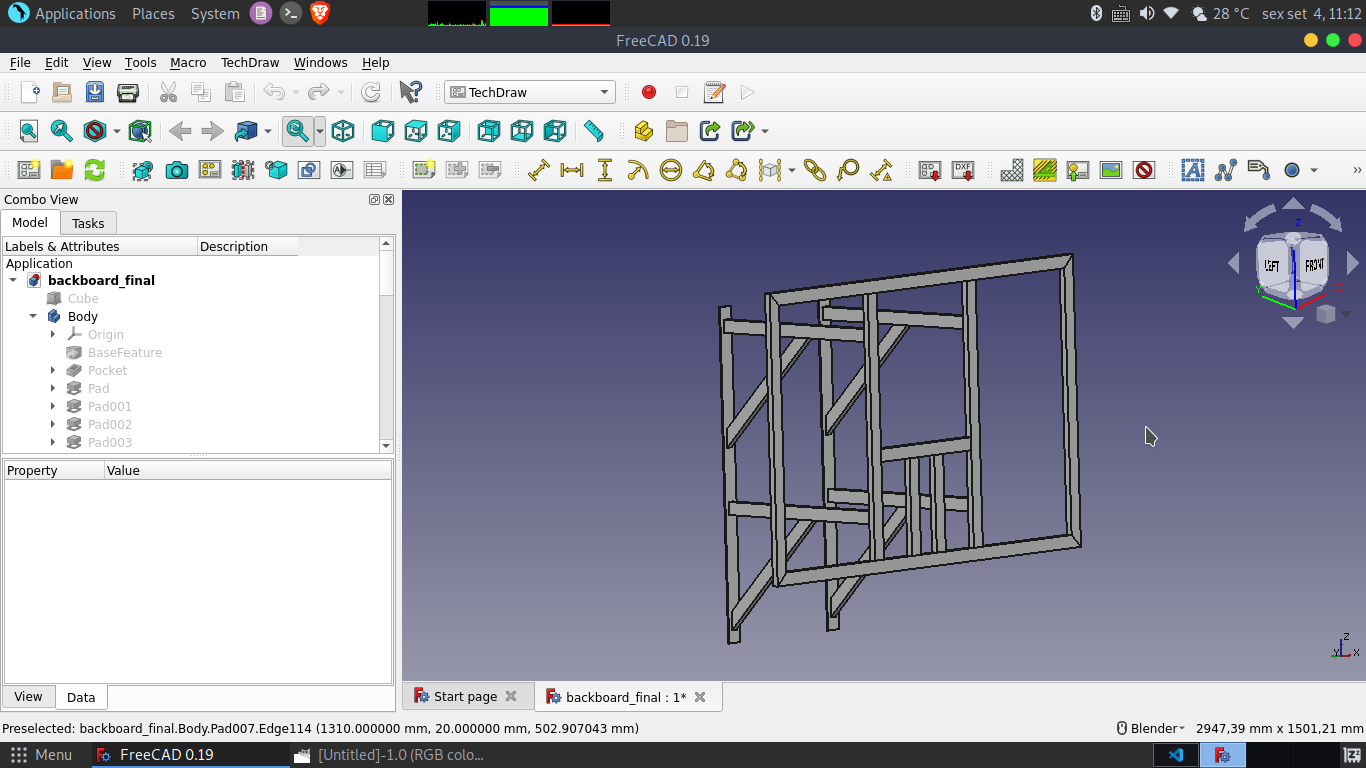 Applications Places System 28 °C sex set 4, 11:12
FreeCAD 0.19
File Edit View Tools Macro TechDraw Windows Help
TechDraw
DXF
Combo View
Model Tasks
Labels & Attributes Description
Application
backboard_final
Cube
Body
Origin
BaseFeature
Pocket
Pad
Pad001
Pad002
Pad003
Property Value
View Data
Z
LEFT FRONT
Y X
Z
Y X
Start page backboard_final : 1*
Preselected: backboard_final.Body.Pad007.Edge114 (1310.000000 mm, 20.000000 mm, 502.907043 mm) Blender 2947,39 mm x 1501,21 mm
Menu FreeCAD 0.19 [Untitled]-1.0 (RGB colo...